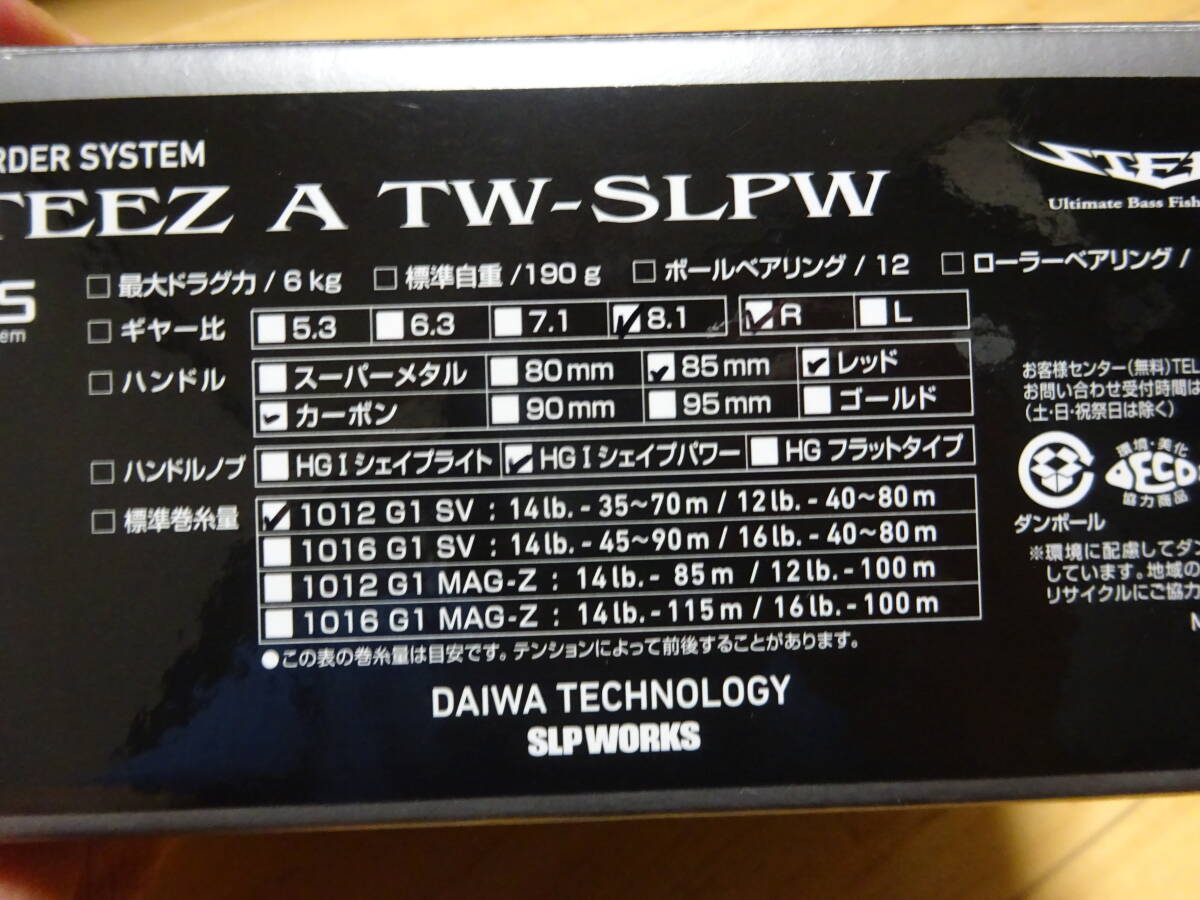 RDER SYSTEM
TEEZ A TW-SLPW
STEE
Ultimate Bass Fish
S
em
□ 最大ドラグ力 / 6 kg □ 標準自重 /190 g □ ボールベアリング / 12 □ ローラーベアリング /
□ ギヤー比 □ 5.3 □ 6.3 □ 7.1 ☑ 8.1 ☑ R □ L
□ ハンドル □ スーパーメタル □ 80mm ☑ 85mm ☑ レッド
☑ カーボン □ 90mm □ 95mm □ ゴールド
□ ハンドルノブ □ HG I シェイプライト ☑ HG I シェイプパワー □ HG フラットタイプ
□ 標準巻糸量 ☑ 1012 G1 SV : 14lb. - 35~70m / 12lb. - 40~80m
□ 1016 G1 SV : 14lb. - 45~90m / 16lb. - 40~80m
□ 1012 G1 MAG-Z : 14lb. - 85m / 12lb. - 100m
□ 1016 G1 MAG-Z : 14lb. - 115m / 16lb. - 100m
●この表の巻糸量は目安です。テンションによって前後することがあります。
DAIWA TECHNOLOGY
SLP WORKS
お客様センター(無料)TEL
お問い合わせ受付時間は
(土・日・祝祭日は除く)
環境・美化
DECO
協力商品
ダンボール
※環境に配慮してダン
しています。地域の
リサイクルにご協力
M